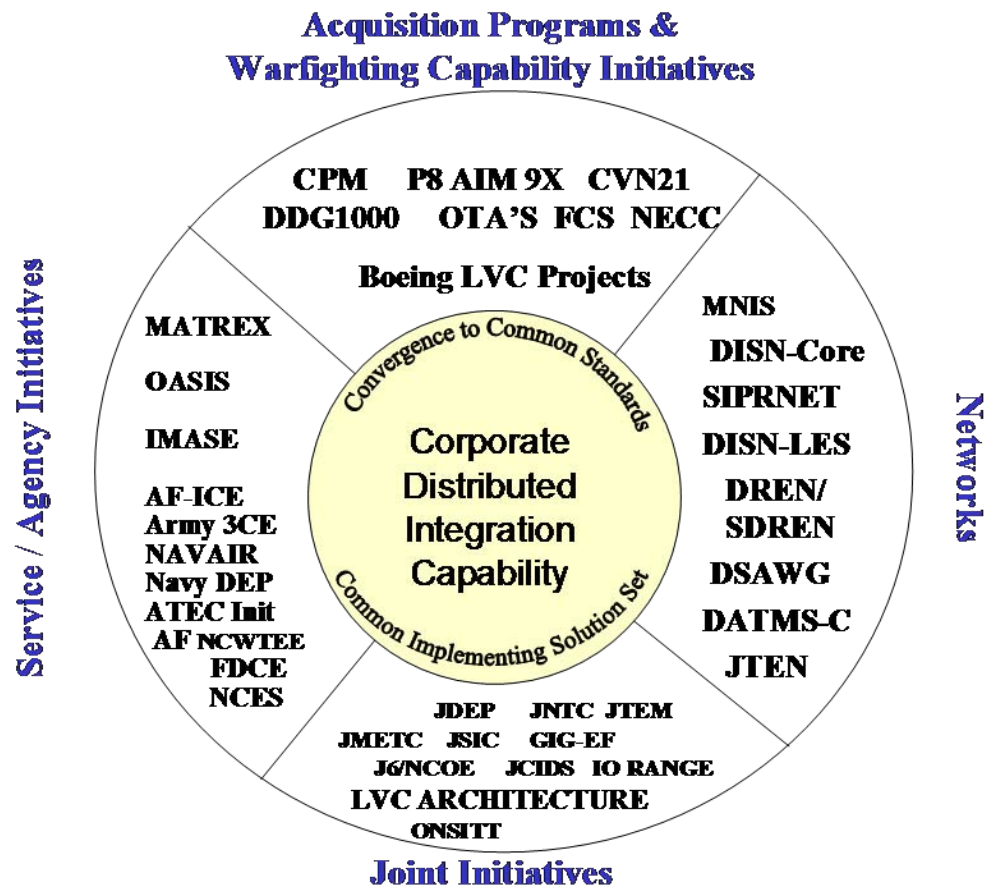 Acquisition Programs &
Warfighting Capability Initiatives
CPM P8 AIM 9X CVN21
DDG1000 OTA'S FCS NECC
Boeing LVC Projects
Service / Agency Initiatives
MATREX
OASIS
IMASE
AF-ICE
Army 3CE
NAVAIR
Navy DEP
ATEC Init
AF NCWTEE
FDCE
NCES
Convergence to Common Standards
Corporate
Distributed
Integration
Capability
Common Implementing Solution Set
MNIS
DISN-Core
SIPRNET
DISN-LES
DREN/
SDREN
DSAWG
DATMS-C
JTEN
Networks
JDEP JNTC JTEM
JMETC JSIC GIG-EF
J6/NCOE JCIDS IO RANGE
LVC ARCHITECTURE
ONSITT
Joint Initiatives